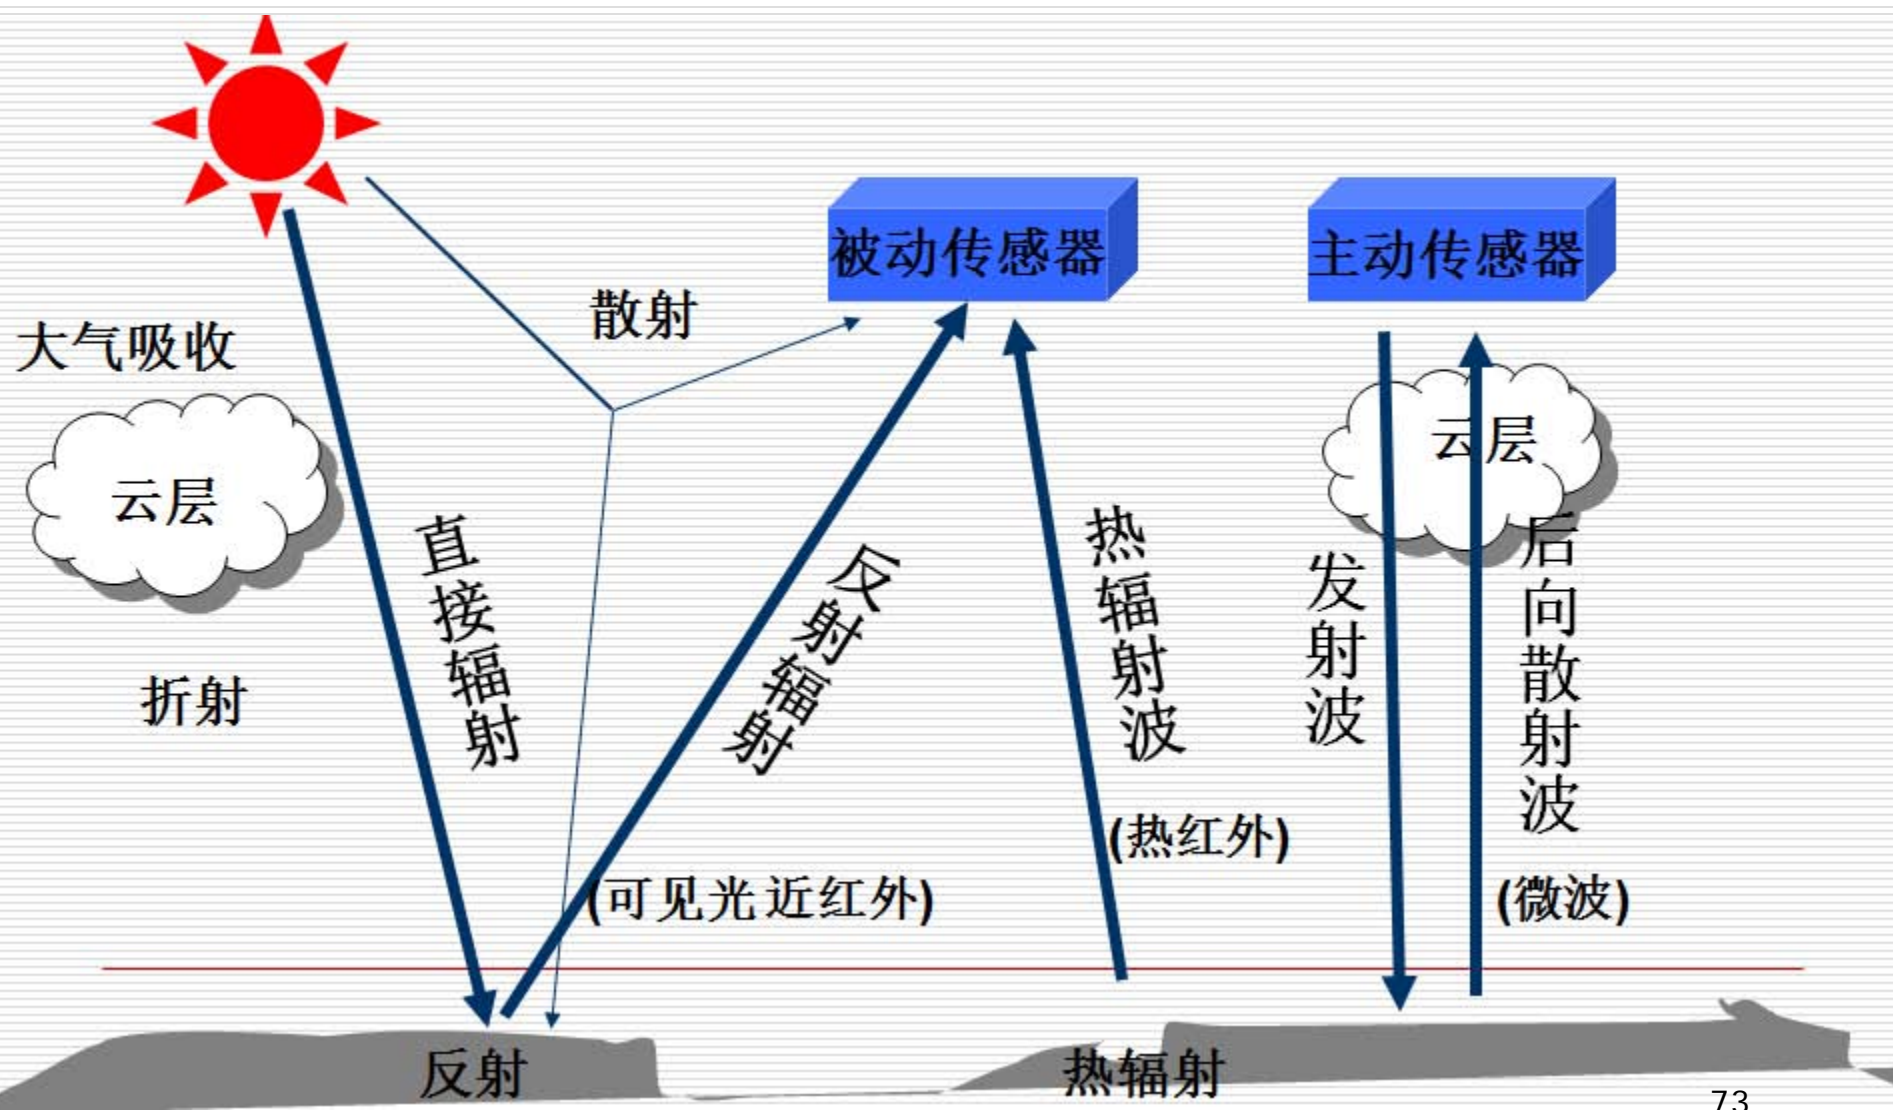 被动传感器
主动传感器
散射
大气吸收
云层
云层
直接辐射
反射辐射
热辐射波
发射波
后向散射波
折射
(热红外)
(可见光近红外)
(微波)
反射
热辐射
73